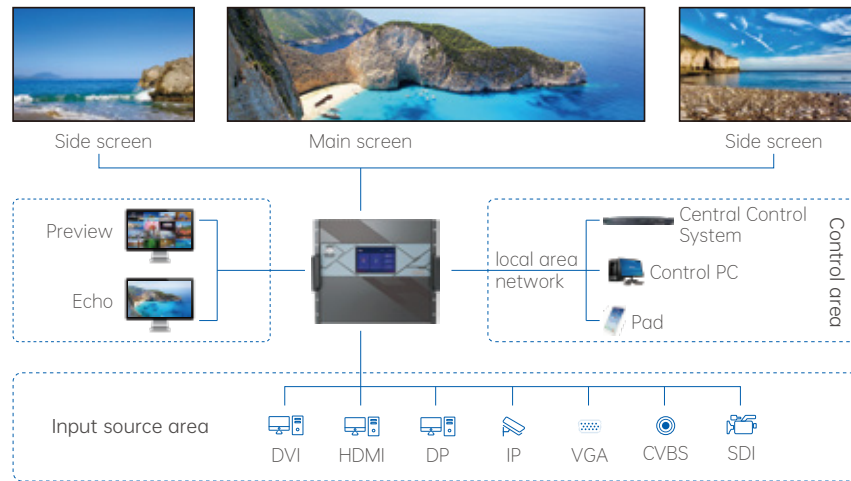 Side screen
Main screen
Side screen
Preview
Echo
local area
network
Central Control
System
Control PC
Pad
Control area
Input source area
DVI
HDMI
DP
IP
VGA
CVBS
SDI